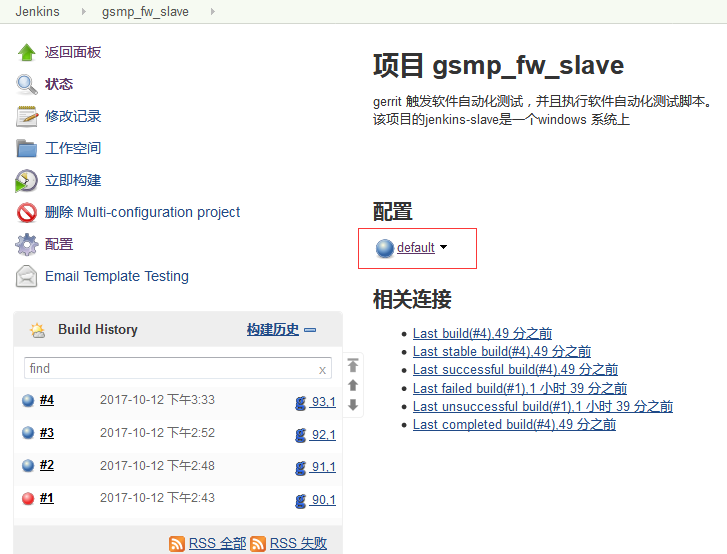 Jenkins gsmp_fw_slave
返回面板
状态
修改记录
工作空间
立即构建
删除 Multi-configuration project
配置
Email Template Testing
Build History 构建历史
find x
#4 2017-10-12 下午3:33 93,1
#3 2017-10-12 下午2:52 92,1
#2 2017-10-12 下午2:48 91,1
#1 2017-10-12 下午2:43 90,1
RSS 全部 RSS 失败
项目 gsmp_fw_slave
gerrit 触发软件自动化测试，并且执行软件自动化测试脚本。
该项目的jenkins-slave是一个windows 系统上
配置
default
相关连接
Last build(#4),49 分之前
Last stable build(#4),49 分之前
Last successful build(#4),49 分之前
Last failed build(#1),1 小时 39 分之前
Last unsuccessful build(#1),1 小时 39 分之前
Last completed build(#4),49 分之前